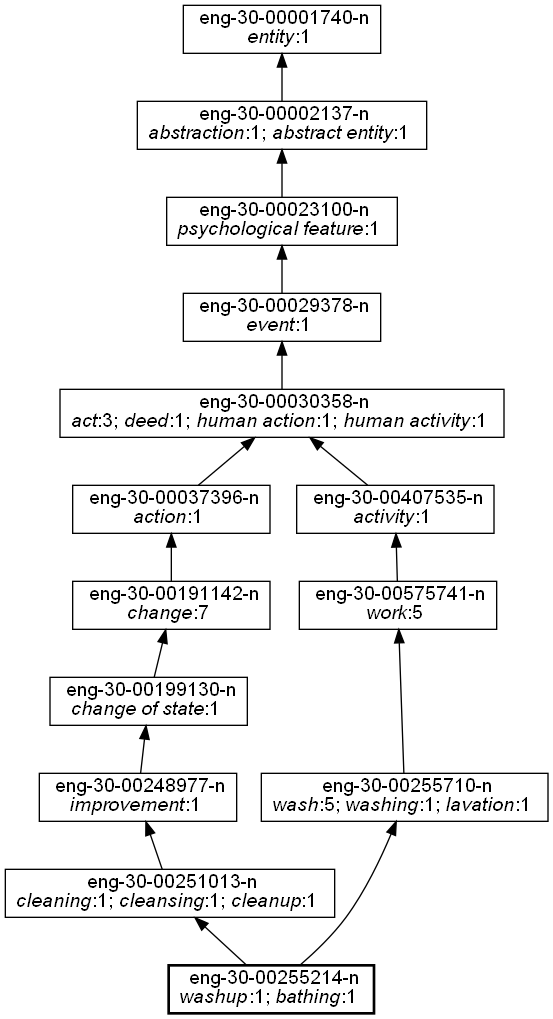 eng-30-00001740-n
entity:1
eng-30-00002137-n
abstraction:1; abstract entity:1
eng-30-00023100-n
psychological feature:1
eng-30-00029378-n
event:1
eng-30-00030358-n
act:3; deed:1; human action:1; human activity:1
eng-30-00037396-n
action:1
eng-30-00407535-n
activity:1
eng-30-00191142-n
change:7
eng-30-00575741-n
work:5
eng-30-00199130-n
change of state:1
eng-30-00248977-n
improvement:1
eng-30-00255710-n
wash:5; washing:1; lavation:1
eng-30-00251013-n
cleaning:1; cleansing:1; cleanup:1
eng-30-00255214-n
washup:1; bathing:1